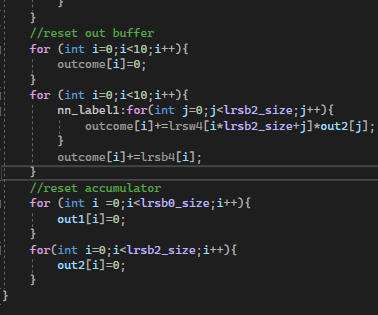 }
}
//reset out buffer
for (int i=0;i<10;i++){
outcome[i]=0;
}
for (int i=0;i<10;i++){
nn_label1:for(int j=0;j<lrsb2_size;j++){
outcome[i]+=lrsw4[i*lrsb2_size+j]*out2[j];
}
outcome[i]+=lrsb4[i];
}
//reset accumulator
for (int i =0;i<lrsb0_size;i++){
out1[i]=0;
}
for(int i=0;i<lrsb2_size;i++){
out2[i]=0;
}
}